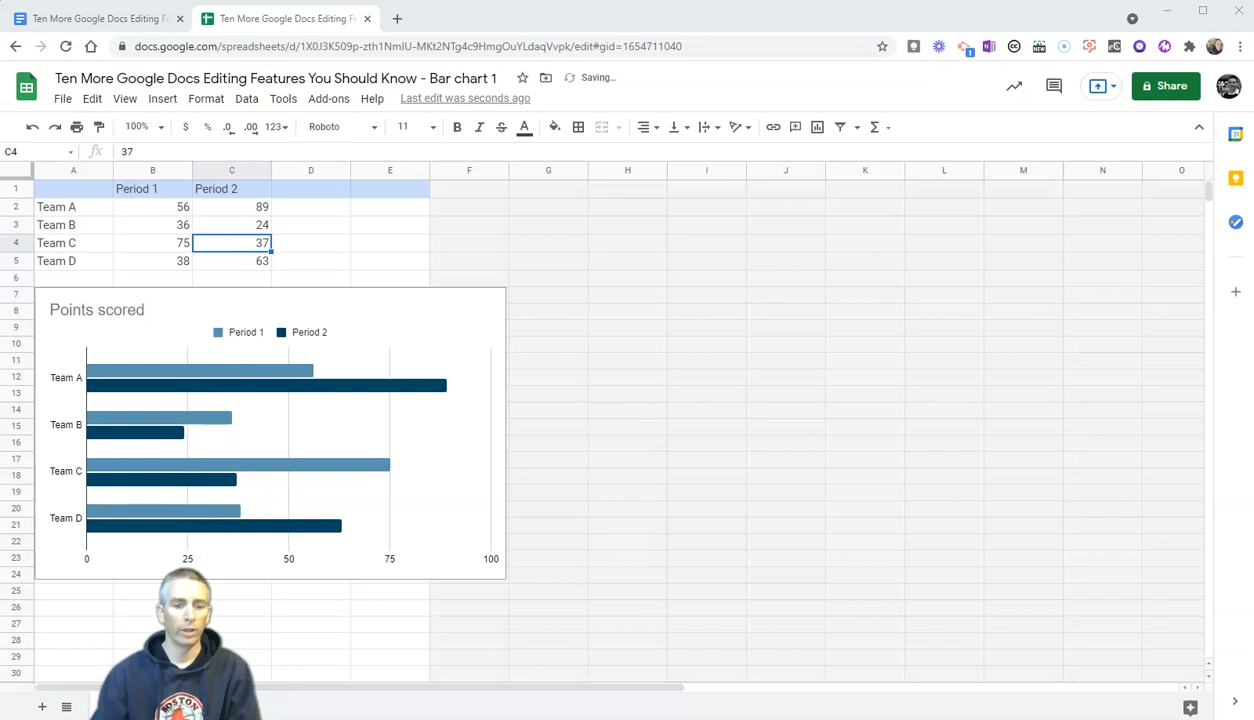 Ten More Google Docs Editing F
Ten More Google Docs Editing F
docs.google.com/spreadsheets/d/1X0J3K509p-zth1NmIU-MKt2NTg4c9HmgOuYLdaqVvpk/edit#gid=1654711040
Ten More Google Docs Editing Features You Should Know - Bar chart 1
Saving...
File Edit View Insert Format Data Tools Add-ons Help Last edit was seconds ago
Share
100% $ % .0 .00 123 Roboto 11
C4 fx 37
A B C D E F G H I J K L M N O
1 Period 1 Period 2
2 Team A 56 89
3 Team B 36 24
4 Team C 75 37
5 Team D 38 63
6
7
8
9
10
11
12
13
14
15
16
17
18
19
20
21
22
23
24
25
26
27
28
29
30
Points scored
Period 1 Period 2
Team A
Team B
Team C
Team D
0 25 50 75 100
BOSTON